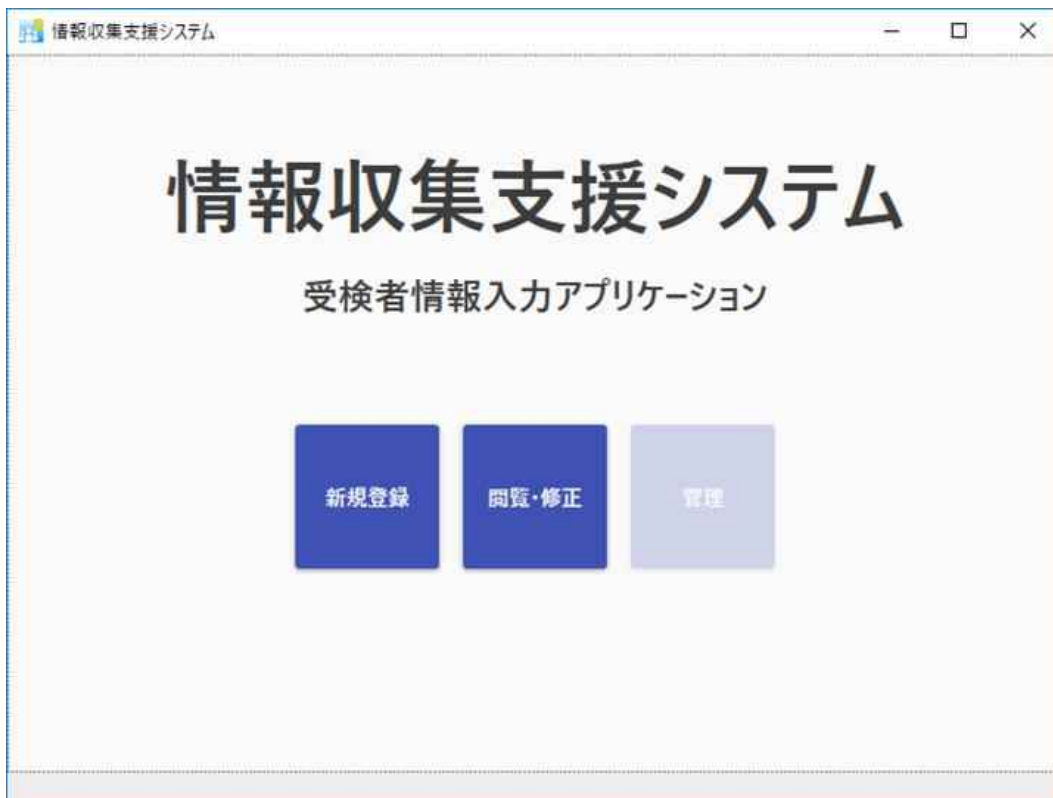 情報収集支援システム
情報収集支援システム
受検者情報入力アプリケーション
新規登録
閲覧・修正
管理